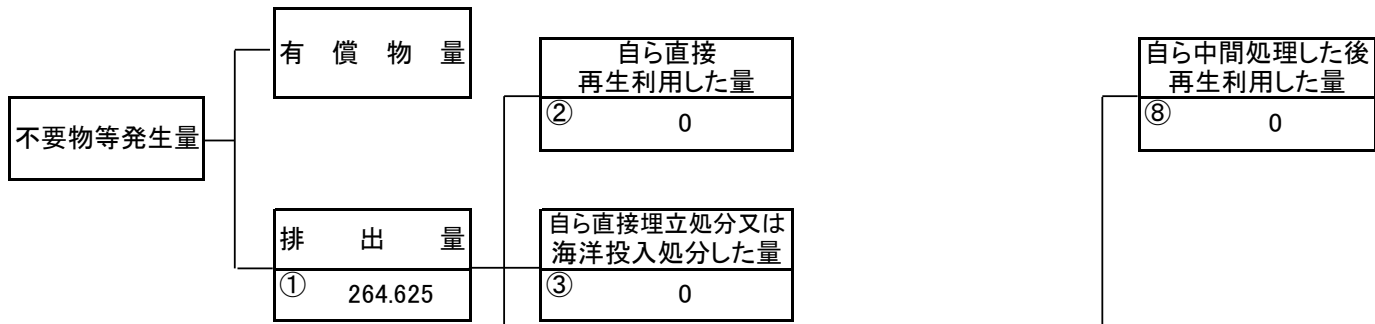 有償物量
自ら直接
再生利用した量
② 0
自ら中間処理した後
再生利用した量
⑧ 0
不要物等発生量
排出量
① 264.625
自ら直接埋立処分又は
海洋投入処分した量
③ 0